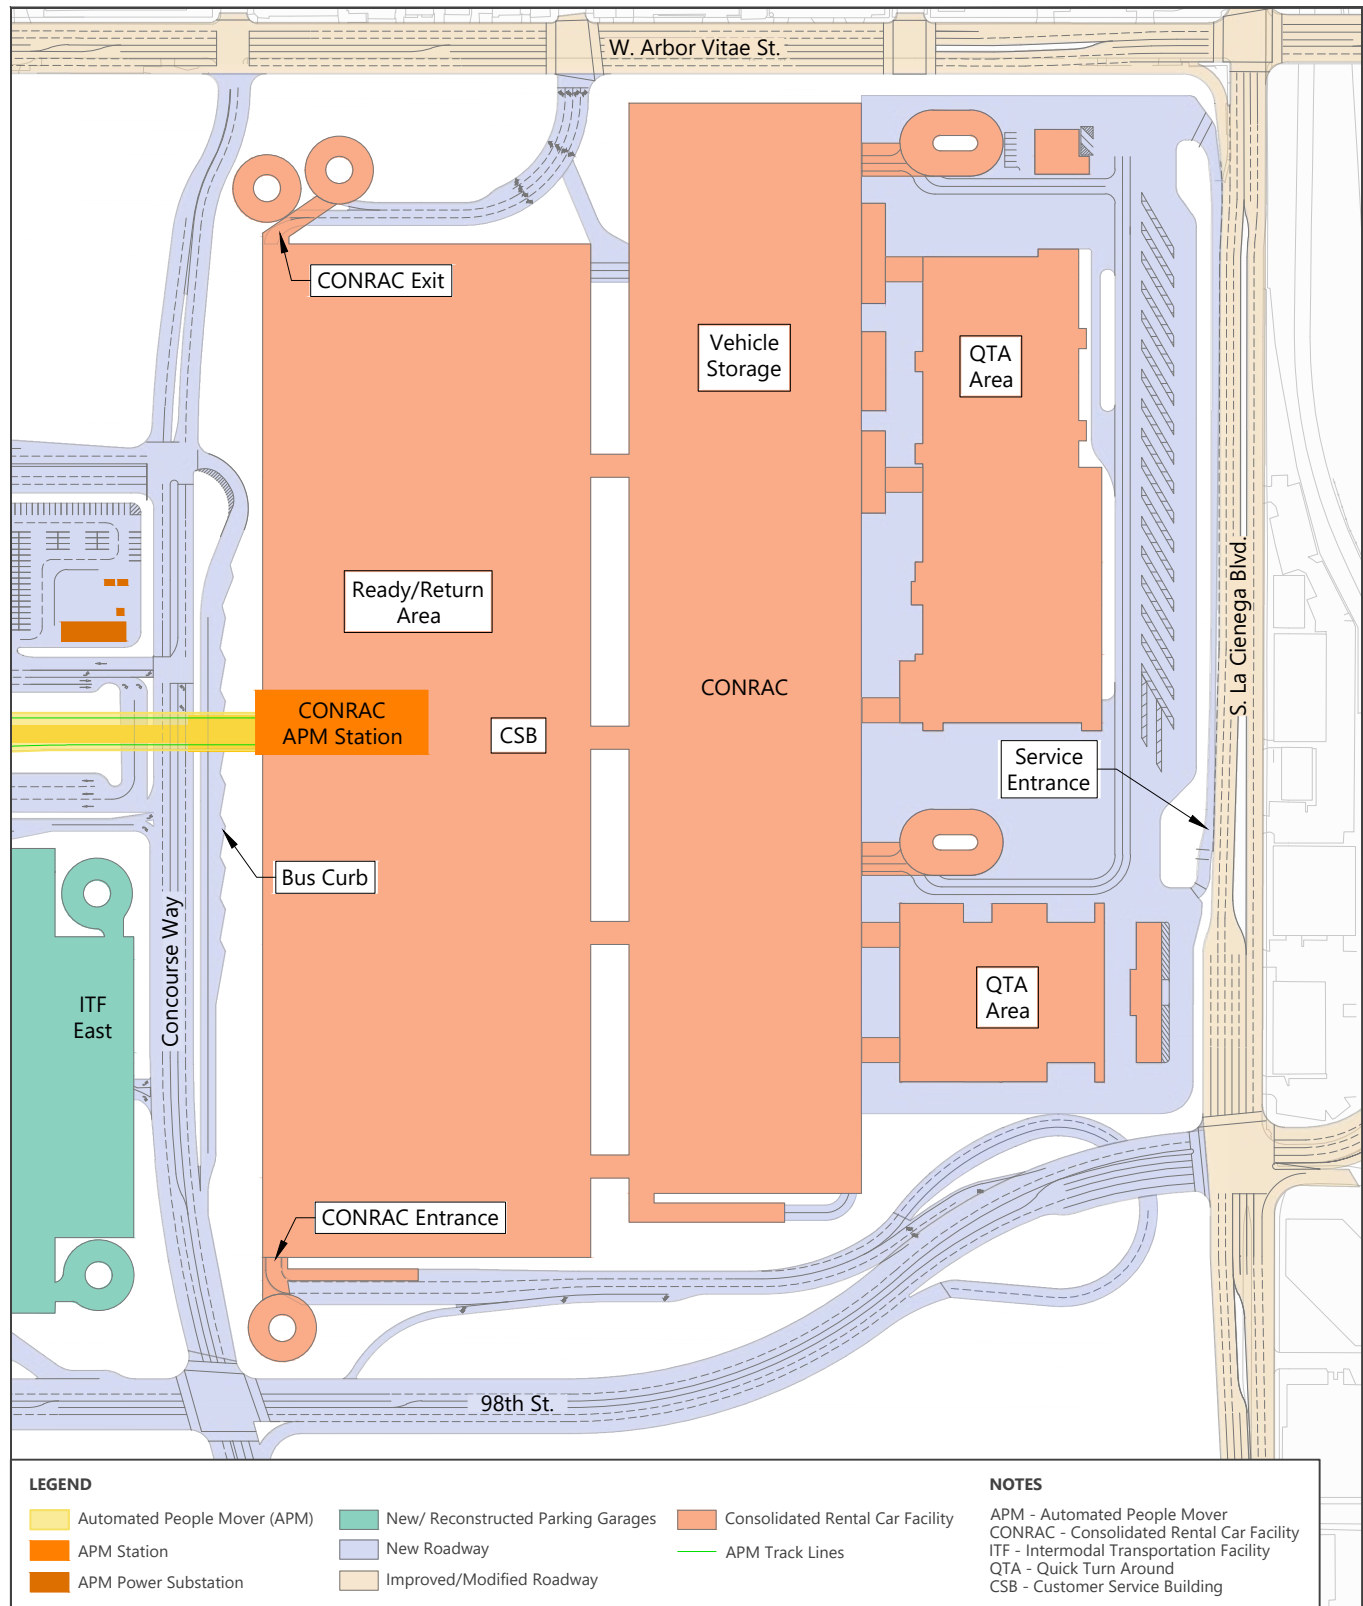 W. Arbor Vitae St.
CONRAC Exit
Vehicle
Storage
QTA
Area
Ready/Return
Area
S. La Cienega Blvd.
CONRAC
CONRAC
APM Station
CSB
Service
Entrance
Bus Curb
Concourse Way
ITF
East
QTA
Area
CONRAC Entrance
98th St.
LEGEND
Automated People Mover (APM)
APM Station
APM Power Substation
New/ Reconstructed Parking Garages
New Roadway
Improved/Modified Roadway
Consolidated Rental Car Facility
APM Track Lines
NOTES
APM - Automated People Mover
CONRAC - Consolidated Rental Car Facility
ITF - Intermodal Transportation Facility
QTA - Quick Turn Around
CSB - Customer Service Building